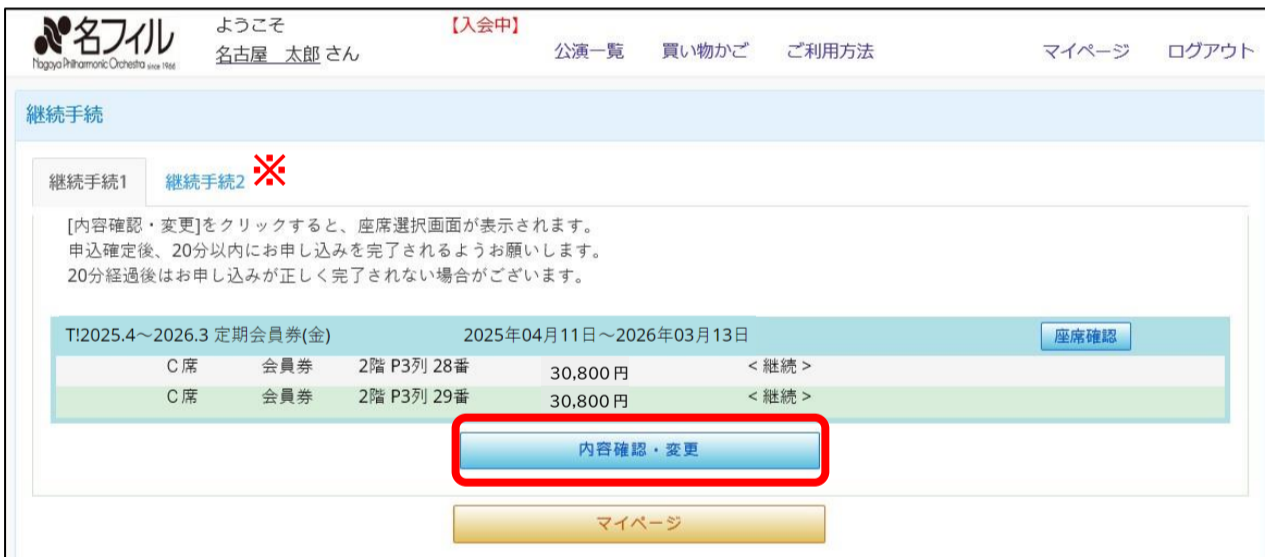 名フィル
Nagoya Philharmonic Orchestra since 1966
ようこそ
名古屋 太郎 さん
【入会中】
公演一覧 買い物かご ご利用方法 マイページ ログアウト
継続手続
継続手続1 継続手続2 ※
[内容確認・変更]をクリックすると、座席選択画面が表示されます。
申込確定後、20分以内にお申し込みを完了されるようお願いします。
20分経過後はお申し込みが正しく完了されない場合がございます。
T!2025.4～2026.3 定期会員券(金) 2025年04月11日～2026年03月13日 座席確認
C席 会員券 2階 P3列 28番 30,800円 <継続>
C席 会員券 2階 P3列 29番 30,800円 <継続>
内容確認・変更
マイページ